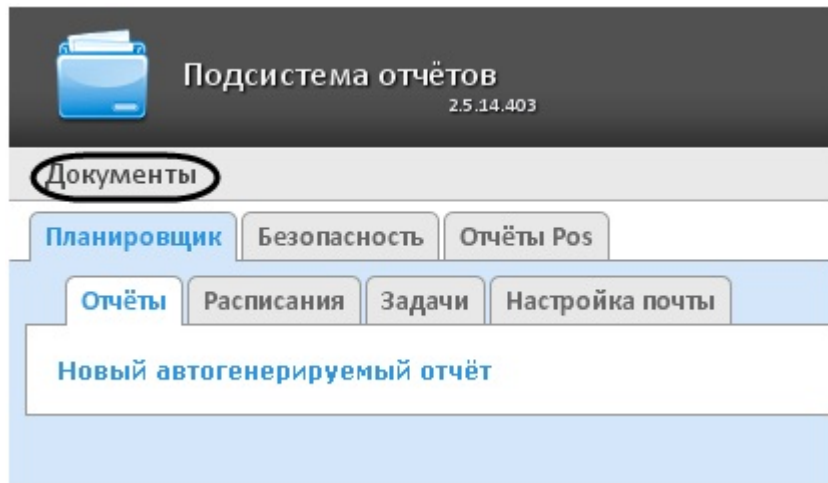 Подсистема отчётов
2.5.14.403
Документы
Планировщик Безопасность Отчёты Pos
Отчёты Расписания Задачи Настройка почты
Новый автогенерируемый отчёт